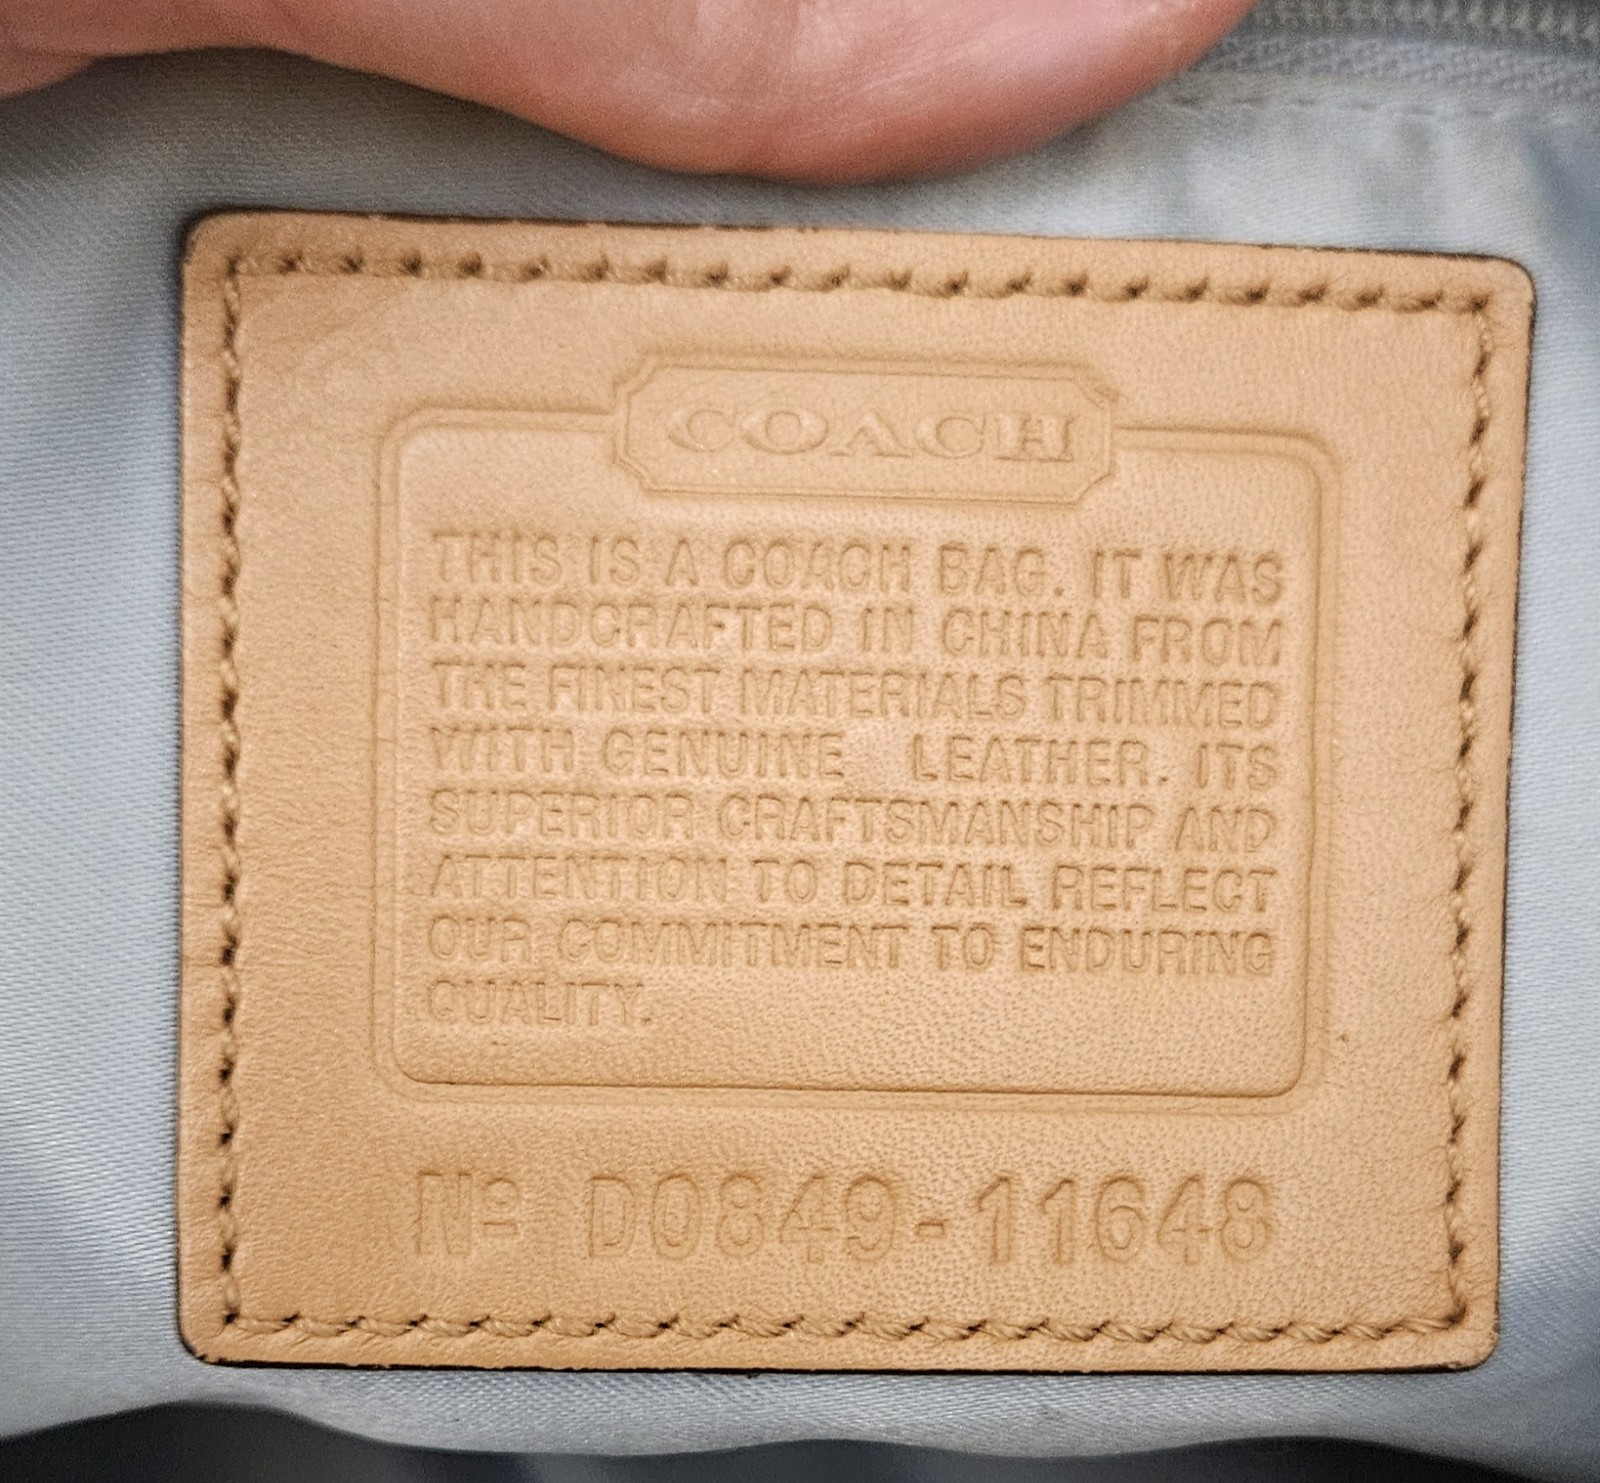 COACH
THIS IS A COACH BAG. IT WAS
HANDCRAFTED IN CHINA FROM
THE FINEST MATERIALS TRIMMED
WITH GENUINE LEATHER. ITS
SUPERIOR CRAFTSMANSHIP AND
ATTENTION TO DETAIL REFLECT
OUR COMMITMENT TO ENDURING
QUALITY.
Nº D0849-11648